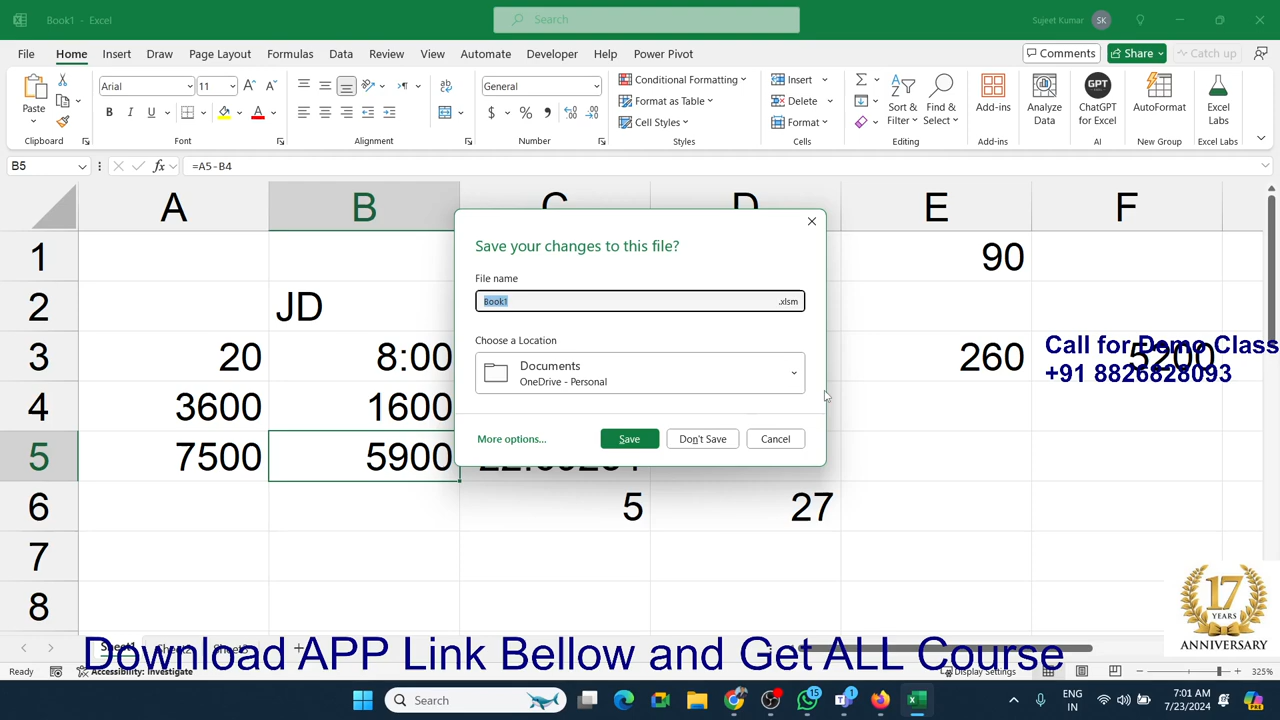 Book1 - Excel
Search
Sujeet Kumar
SK
File
Home
Insert
Draw
Page Layout
Formulas
Data
Review
View
Automate
Developer
Help
Power Pivot
Comments
Share
Catch up
Paste
Clipboard
Arial
11
B I U
Font
Alignment
General
$ % ,
Number
Conditional Formatting
Format as Table
Cell Styles
Styles
Insert
Delete
Format
Cells
Sort & Filter
Find & Select
Editing
Add-ins
Add-ins
Analyze Data
ChatGPT for Excel
AI
AutoFormat
New Group
Excel Labs
Excel Labs
B5
fx
=A5-B4
A B C D E F
1 90
2 JD
3 20 8:00 260 5200
4 3600 1600
5 7500 5900
6 5 27
7
8
Save your changes to this file?
File name
Book1 .xlsm
Choose a Location
Documents
OneDrive - Personal
More options...
Save
Don't Save
Cancel
Call for Demo Class
+91 8826828093
17
YEARS
ANNIVERSARY
Sheet1
Sheet2
Download APP Link Bellow and Get ALL Course
Ready
Accessibility: Investigate
Display Settings
325%
Search
15
1
ENG
IN
7:01 AM
7/23/2024